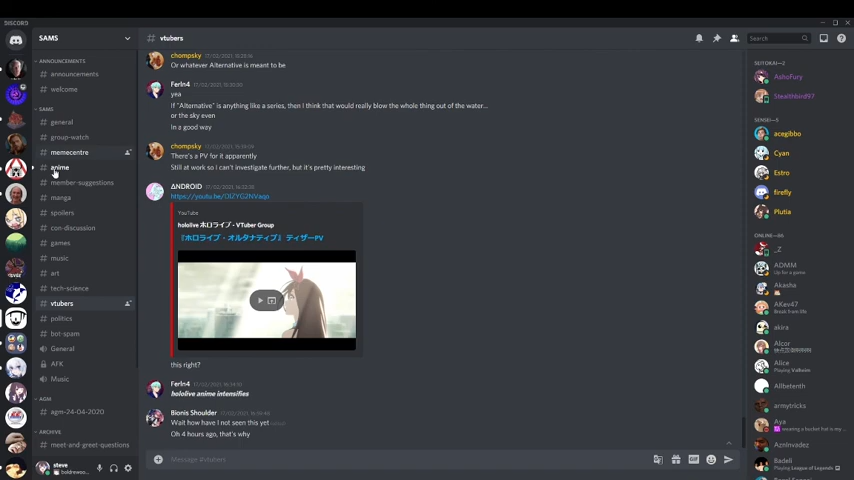 DISCORD
SAMS
ANNOUNCEMENTS
announcements
welcome
SAMS
general
group-watch
memecentre
anime
member-suggestions
manga
spoilers
con-discussion
games
music
art
tech-science
vtubers
politics
bot-spam
General
AFK
Music
AGM
agm-24-04-2020
ARCHIVE
meet-and-greet-questions
steve
vtubers
chompsky
Or whatever Alternative is meant to be
Ferln4
yea
If "Alternative" is anything like a series, then I think that would really blow the whole thing out of the water...
or the sky even
In a good way
chompsky
There's a PV for it apparently
Still at work so I can't investigate further, but it's pretty interesting
ΔNDROID
YouTube
hololive ホロライブ - VTuber Group
『ホロライブ・オルタナティブ』ティザーPV
this right?
Ferln4
hololive anime intensifies
Bionis Shoulder
Wait how have I not seen this yet
Oh 4 hours ago, that's why
Message #vtubers
GIF
Search
AshoFury
Stealthbird97
SENSEI—5
acegibbo
Cyan
Estro
firefly
Plutia
_Z
ADMM
Up for a game
Akasha
AKev47
Break from life
akira
Alcor
Alice
Playing Valheim
Allbetenth
armytricks
Aya
AznInvadez
Badeli
Playing League of Legends